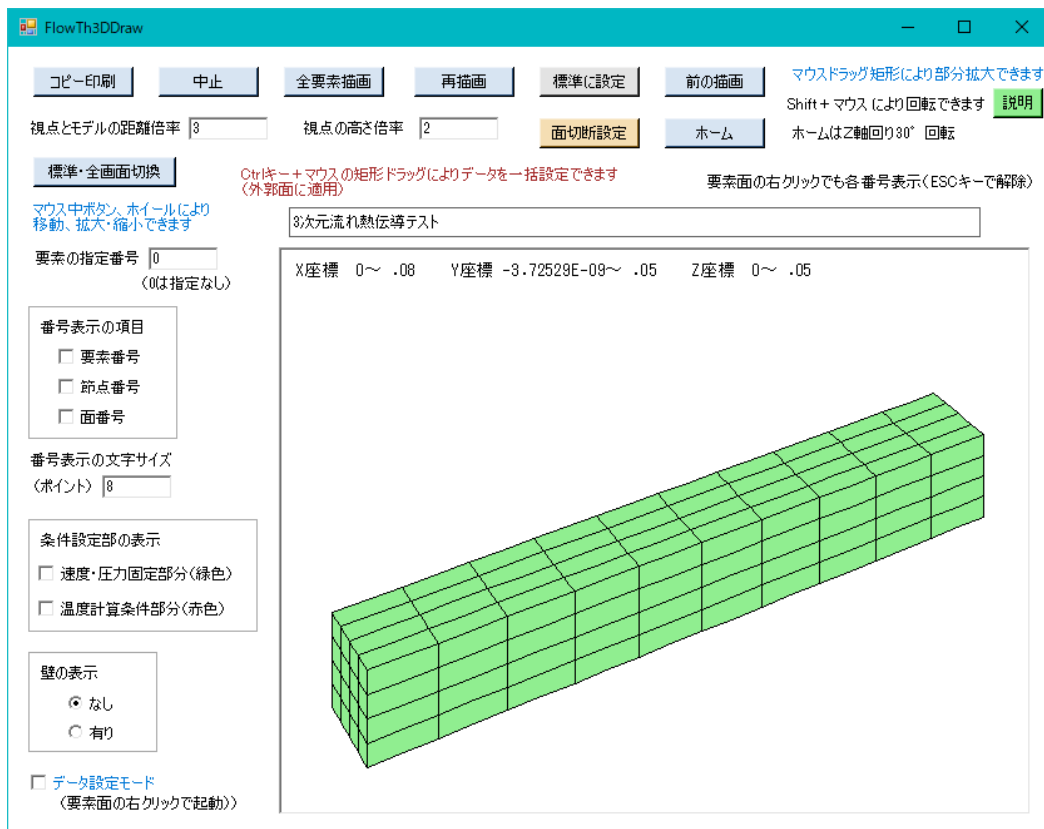 FlowTh3DDraw
コピー印刷 中止 全要素描画 再描画 標準に設定 前の描画
マウスドラッグ矩形により部分拡大できます
Shift+マウスにより回転できます 説明
視点とモデルの距離倍率 3 視点の高さ倍率 2 面切断設定 ホーム ホームはZ軸回り30°回転
標準・全画面切換
Ctrlキー+マウスの矩形ドラッグによりデータを一括設定できます
(外郭面に適用)
要素面の右クリックでも各番号表示(ESCキーで解除)
マウス中ボタン、ホイールにより
移動、拡大・縮小できます
3次元流れ熱伝導テスト
要素の指定番号 0
(0は指定なし)
X座標 0~ .08 Y座標 -3.72529E-09~ .05 Z座標 0~ .05
番号表示の項目
要素番号
節点番号
面番号
番号表示の文字サイズ
(ポイント) 8
条件設定部の表示
速度・圧力固定部分(緑色)
温度計算条件部分(赤色)
壁の表示
なし
有り
データ設定モード
(要素面の右クリックで起動))